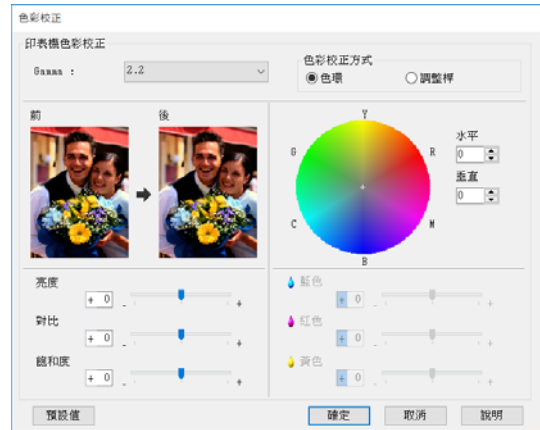 色彩校正
印表機色彩校正
Gamma :
2.2
色彩校正方式
色環
調整桿
前
後
Y
G
R
C
M
B
水平
0
垂直
0
亮度
+ 0
- +
對比
+ 0
- +
飽和度
+ 0
- +
藍色
+ 0
- +
紅色
+ 0
- +
黃色
+ 0
- +
預設值
確定
取消
說明